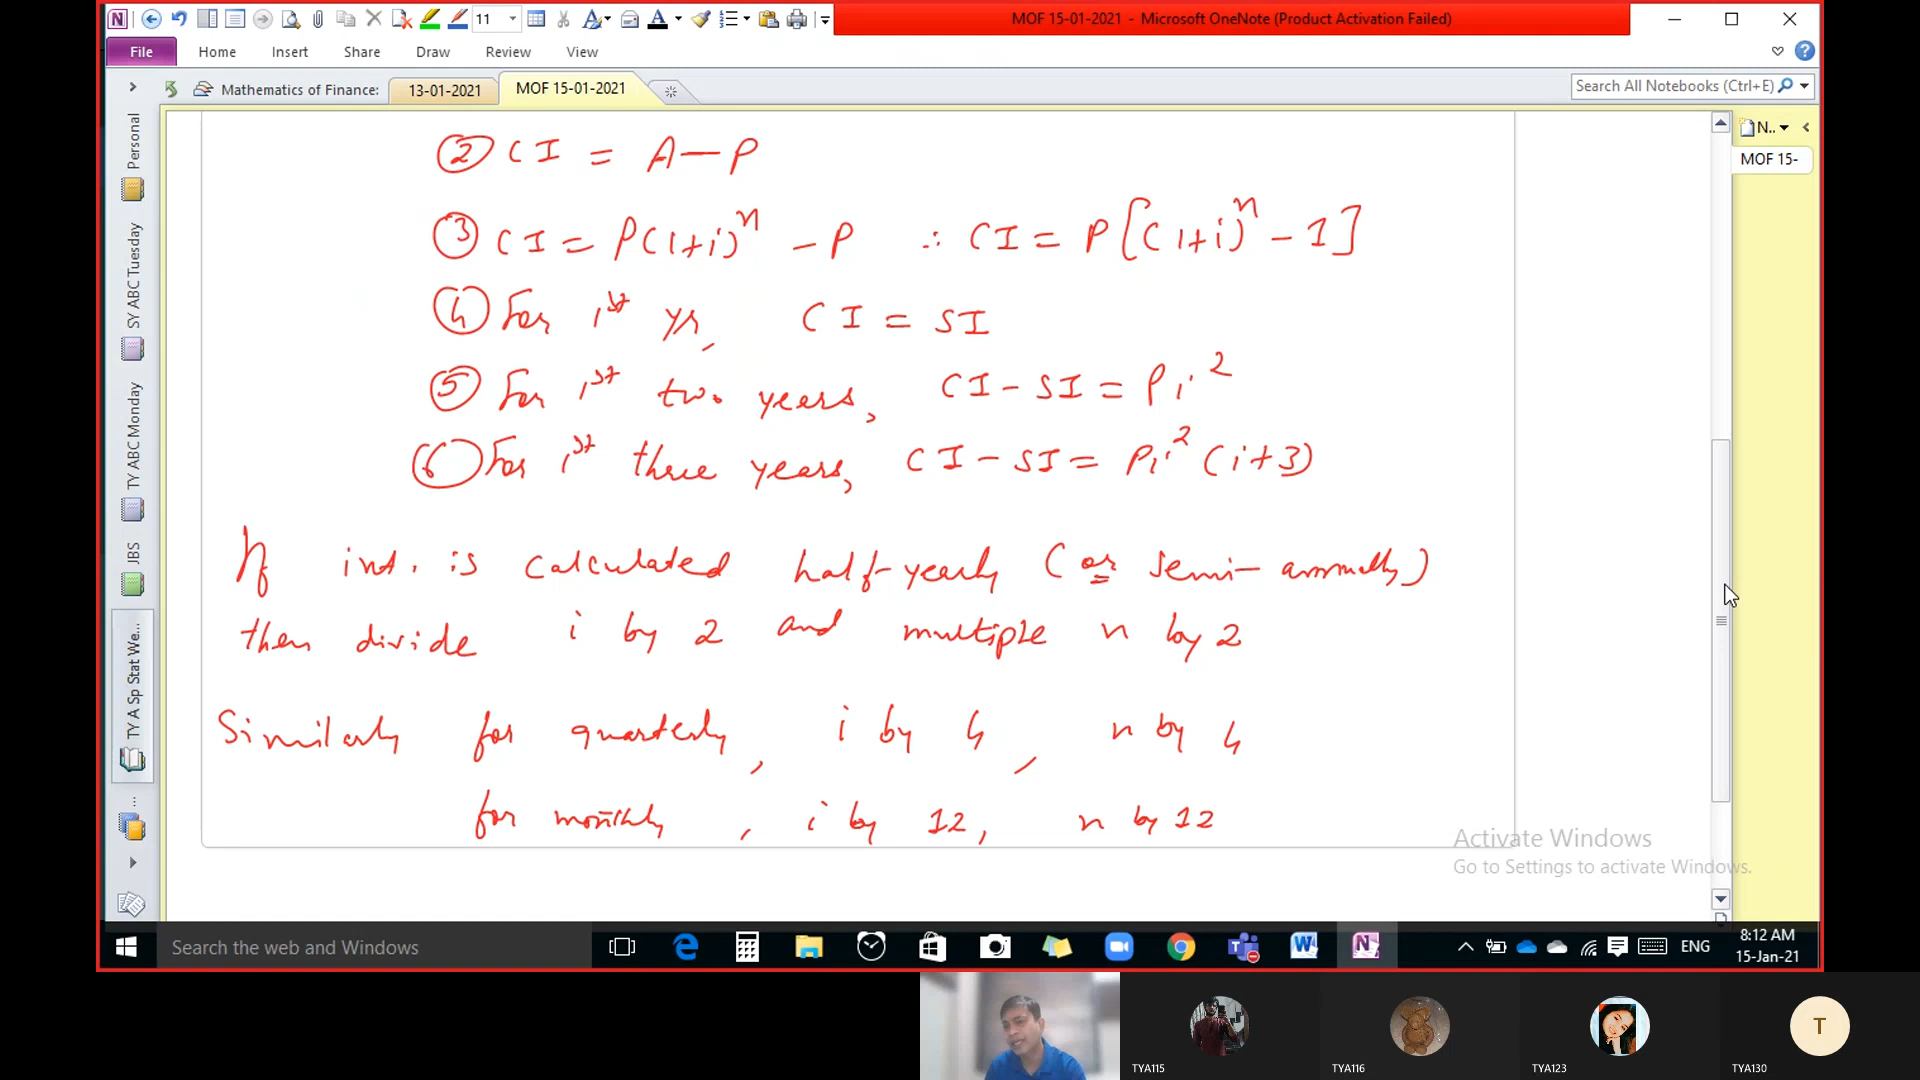 11
MOF 15-01-2021 - Microsoft OneNote (Product Activation Failed)
File Home Insert Share Draw Review View
Mathematics of Finance: 13-01-2021 MOF 15-01-2021
Search All Notebooks (Ctrl+E)
N..
MOF 15-
Personal
SY ABC Tuesday
TY ABC Monday
JBS
TY A Sp Stat We...
② CI = A — P
③ CI = P(1+i)^n - P ∴ CI = P[(1+i)^n - 1]
④ For 1st yr, CI = SI
⑤ For 1st two years, CI - SI = Pi^2
⑥ For 1st three years, CI - SI = Pi^2 (i+3)
If int. is calculated half-yearly (or semi-annually)
then divide i by 2 and multiple n by 2
Similarly for quarterly, i by 4, n by 4
for monthly, i by 12, n by 12
Activate Windows
Go to Settings to activate Windows.
Search the web and Windows
ENG
8:12 AM
15-Jan-21
T
TYA115 TYA116 TYA123 TYA130